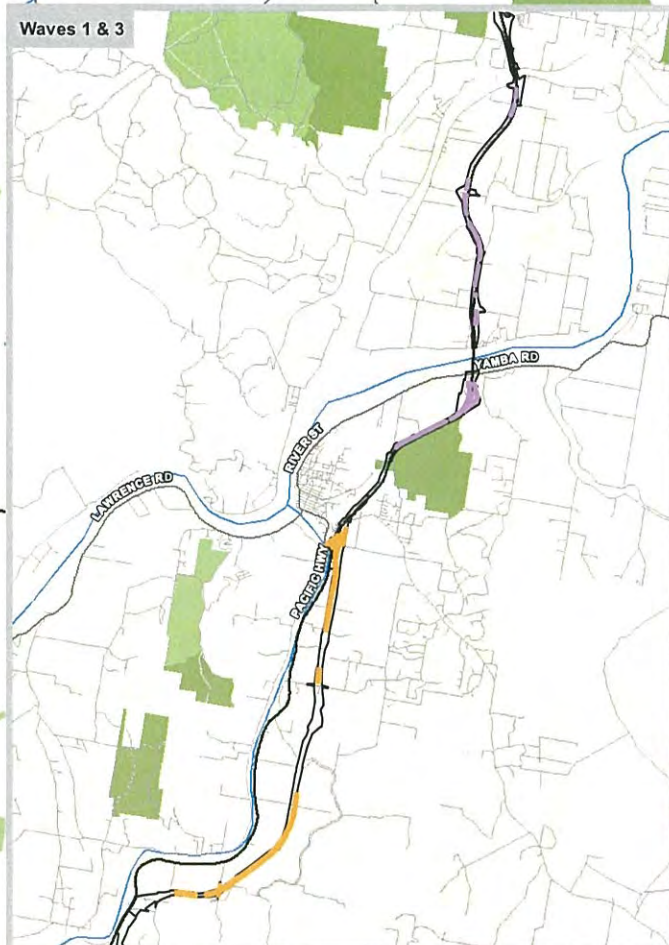 Waves 1 & 3
YAMBA RD
RIVER ST
LAWRENCE RD
PACIFIC HWY